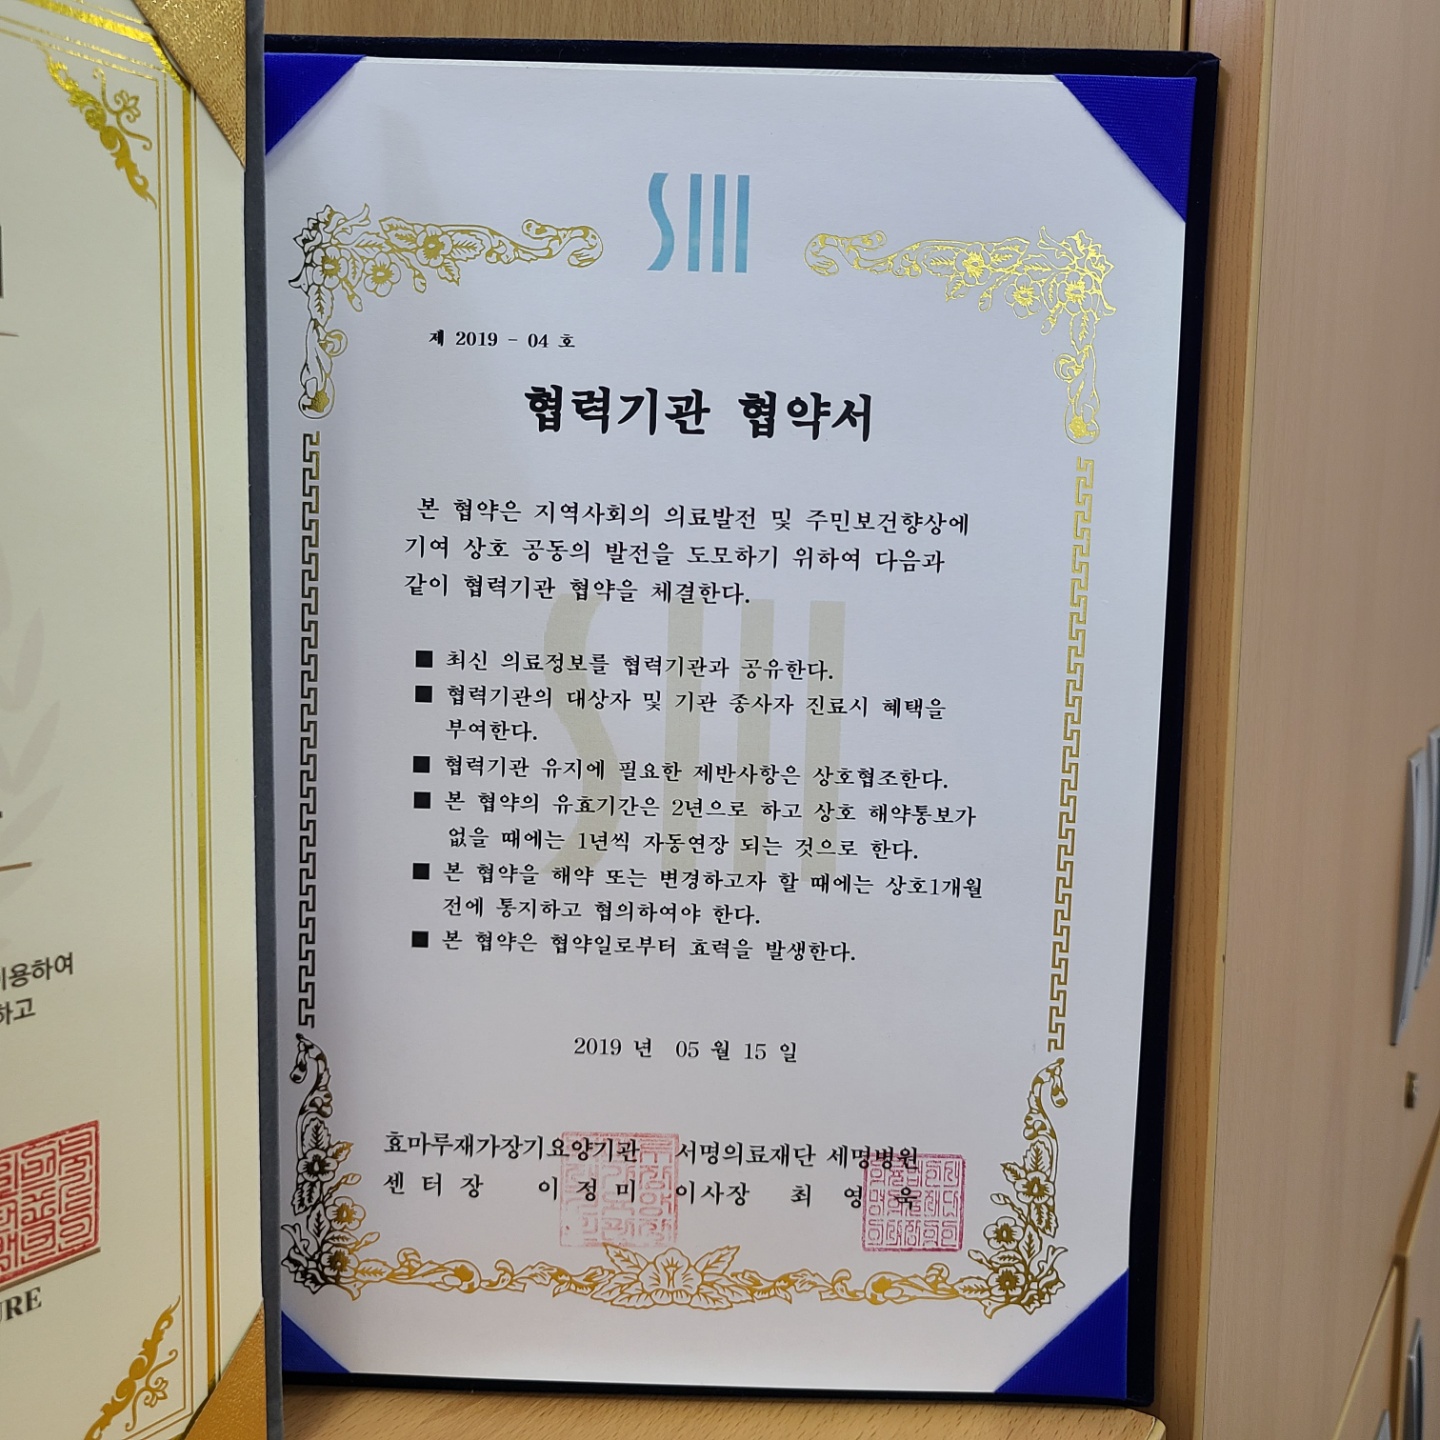 SM
제 2019 - 04 호
협력기관 협약서
본 협약은 지역사회의 의료발전 및 주민보건향상에
기여 상호 공동의 발전을 도모하기 위하여 다음과
같이 협력기관 협약을 체결한다.
■ 최신 의료정보를 협력기관과 공유한다.
■ 협력기관의 대상자 및 기관 종사자 진료시 혜택을
부여한다.
■ 협력기관 유지에 필요한 제반사항은 상호협조한다.
■ 본 협약의 유효기간은 2년으로 하고 상호 해약통보가
없을 때에는 1년씩 자동연장 되는 것으로 한다.
■ 본 협약을 해약 또는 변경하고자 할 때에는 상호1개월
전에 통지하고 협의하여야 한다.
■ 본 협약은 협약일로부터 효력을 발생한다.
2019 년 05 월 15 일
효마루재가장기요양기관 서명의료재단 세명병원
센 터 장 이 정 미 이사장 최 영 욱
이용하여
하고
URE